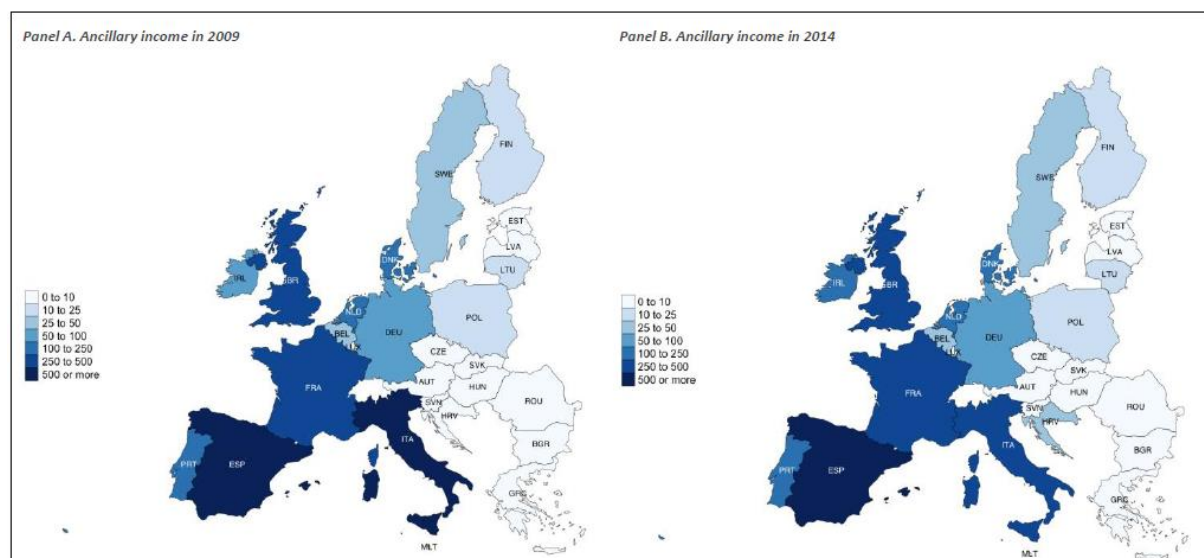 Panel A. Ancillary income in 2009
FIN
SWE
EST
LVA
DNK
LTU
IRL
GBR
NLD
POL
BEL
DEU
LUX
CZE
SVK
AUT
HUN
FRA
SVN
HRV
ROU
ITA
BGR
PRT
ESP
GRC
MLT
0 to 10
10 to 25
25 to 50
50 to 100
100 to 250
250 to 500
500 or more
Panel B. Ancillary income in 2014
FIN
SWE
EST
LVA
DNK
LTU
IRL
GBR
NLD
POL
BEL
DEU
CZE
SVK
AUT
HUN
FRA
SVN
HRV
ROU
ITA
BGR
PRT
ESP
GRC
MLT
0 to 10
10 to 25
25 to 50
50 to 100
100 to 250
250 to 500
500 or more